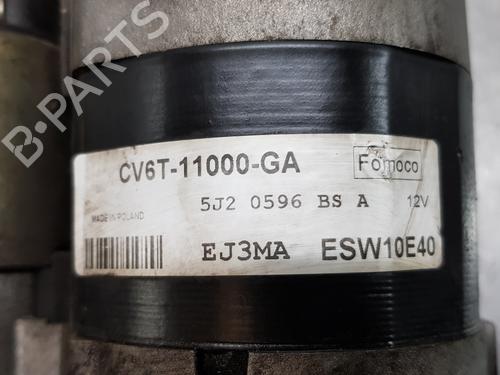 B-PARTS
CV6T-11000-GA
Fomoco
5J2 0596 BS A 12V
MADE IN POLAND
EJ3MA ESW10E40